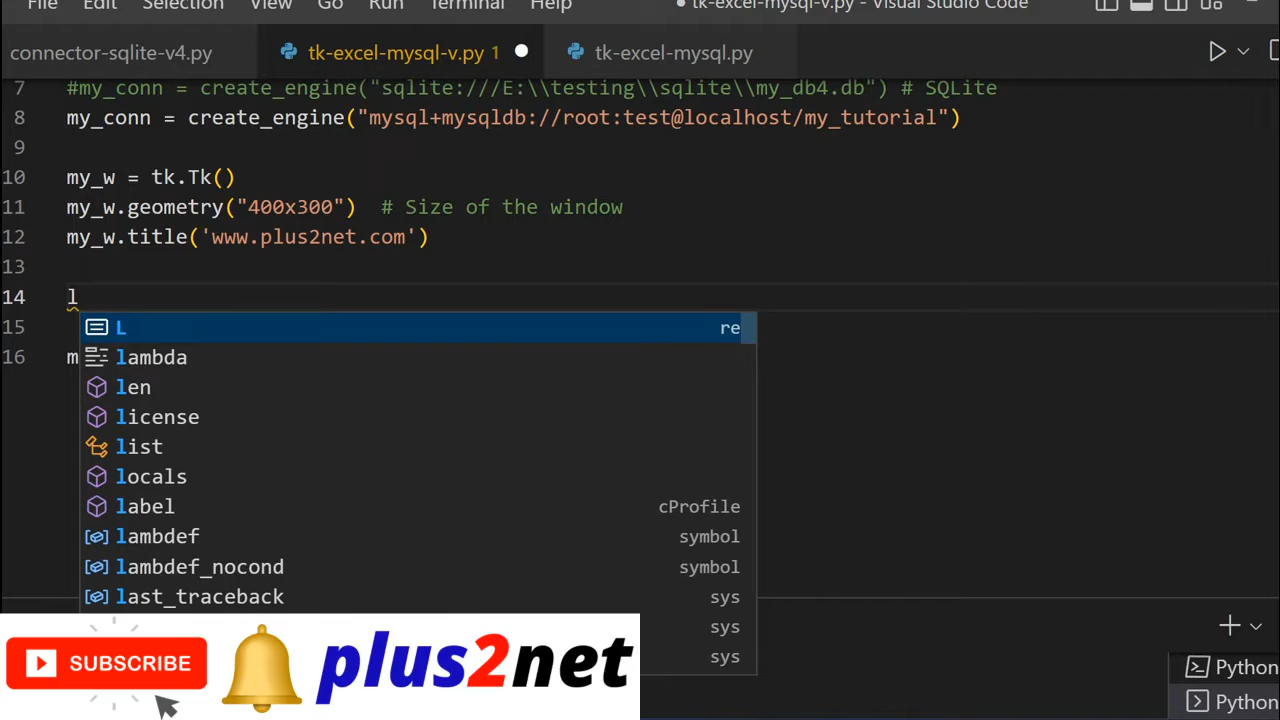 File Edit Selection View Go Run Terminal Help tk-excel-mysql-v.py - Visual Studio Code
connector-sqlite-v4.py tk-excel-mysql-v.py 1 tk-excel-mysql.py
7 #my_conn = create_engine("sqlite:///E:\\testing\\sqlite\\my_db4.db") # SQLite
8 my_conn = create_engine("mysql+mysqldb://root:test@localhost/my_tutorial")
9
10 my_w = tk.Tk()
11 my_w.geometry("400x300")  # Size of the window
12 my_w.title('www.plus2net.com')
13
14 l
15 L re
lambda
16 m
len
license
list
locals
label cProfile
lambdef symbol
lambdef_nocond symbol
last_traceback sys
sys
sys
SUBSCRIBE
plus2net
Python
Python